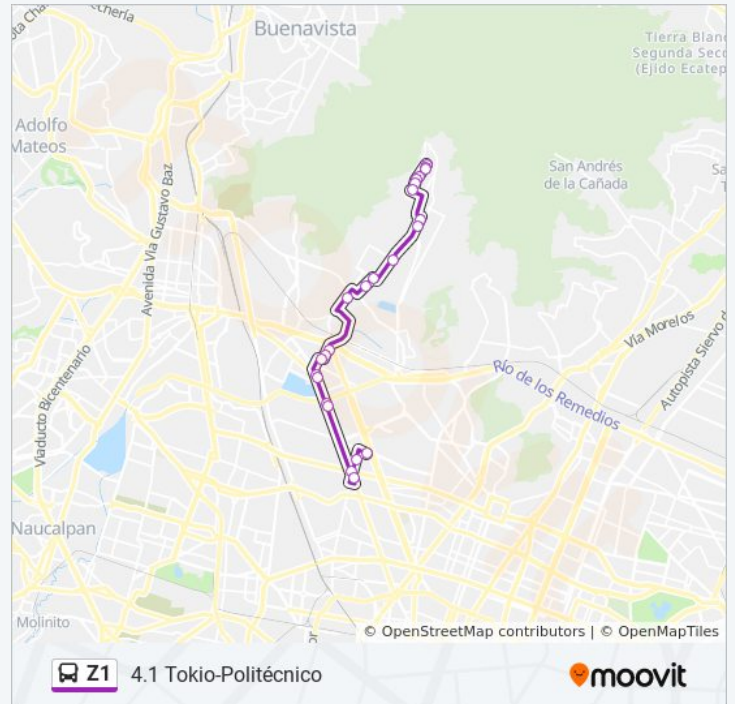 chería
Buenavista
Tierra Blanc
Segunda Secc
(Ejido Ecatep
Adolfo
Mateos
San Andrés
de la Cañada
Avenida Vía Gustavo Baz
Vía Morelos
Río de los Remedios
Autopista Siervo d
Viaducto Bicentenario
Naucalpan
Molinito
© OpenStreetMap contributors | © OpenMapTiles
Z1 4.1 Tokio-Politécnico
moovit